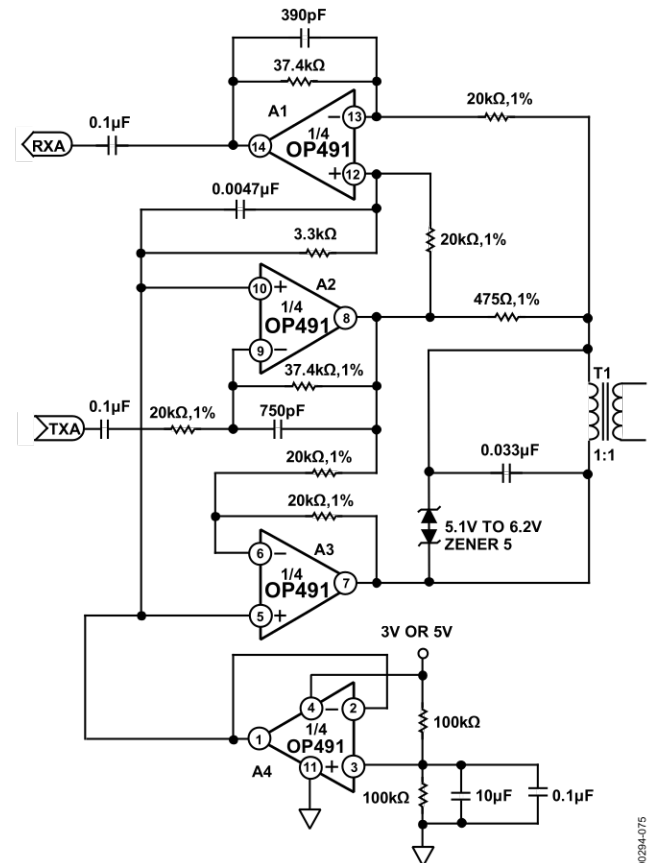 390pF
37.4kΩ
A1
20kΩ,1%
0.1µF
13
−
1/4
RXA
14
OP491
+
12
0.0047µF
3.3kΩ
20kΩ,1%
A2
10
+
475Ω,1%
1/4
8
OP491
9
−
T1
37.4kΩ,1%
0.1µF
20kΩ,1%
750pF
TXA
0.033µF
1:1
20kΩ,1%
20kΩ,1%
5.1V TO 6.2V
ZENER 5
6
−
A3
1/4
7
OP491
5
+
3V OR 5V
4
−
2
100kΩ
1/4
1
OP491
A4
11
+
3
100kΩ
10µF
0.1µF
00294-075